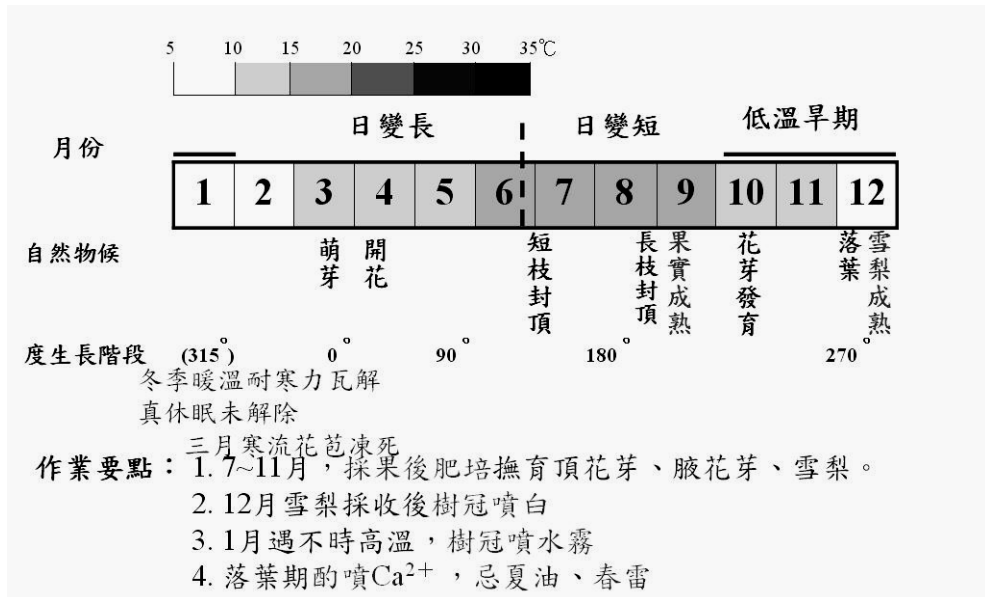 5 10 15 20 25 30 35℃
月份
日變長 日變短 低溫旱期
1 2 3 4 5 6 7 8 9 10 11 12
自然物候
萌芽
開花
短枝封頂
長枝封頂
果實成熟
花芽發育
落葉
雪梨成熟
度生長階段 (315°) 0° 90° 180° 270°
冬季暖溫耐寒力瓦解
真休眠未解除
三月寒流花苞凍死
作業要點：1. 7~11月，採果後肥培撫育頂花芽、腋花芽、雪梨。
2. 12月雪梨採收後樹冠噴白
3. 1月遇不時高溫，樹冠噴水霧
4. 落葉期酌噴Ca²⁺，忌夏油、春雷